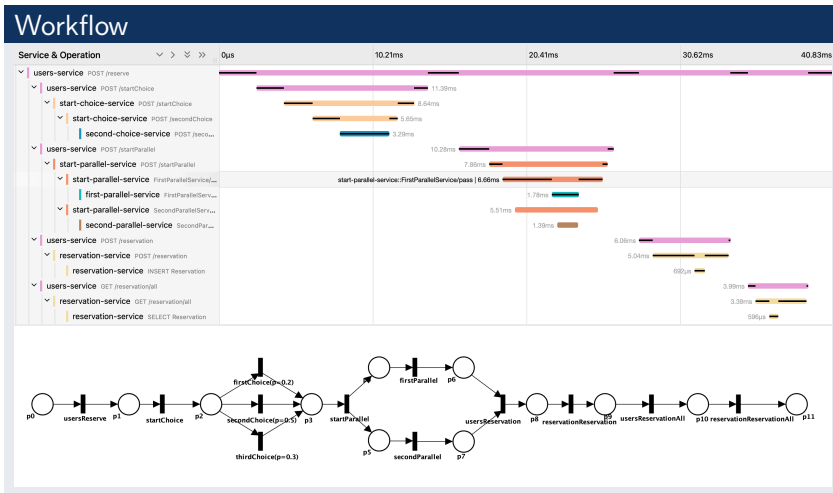 Workflow
Service & Operation 0μs 10.21ms 20.41ms 30.62ms 40.83ms
users-service POST /reserve
users-service POST /startChoice 11.39ms
start-choice-service POST /startChoice 8.64ms
start-choice-service POST /secondChoice 5.65ms
second-choice-service POST /seco... 3.29ms
users-service POST /startParallel 10.28ms
start-parallel-service POST /startParallel 7.86ms
start-parallel-service FirstParallelService/... start-parallel-service::FirstParallelService/pass | 6.66ms
first-parallel-service FirstParallelServ... 1.78ms
start-parallel-service SecondParallelServ... 5.51ms
second-parallel-service SecondPar... 1.39ms
users-service POST /reservation 6.06ms
reservation-service POST /reservation 5.04ms
reservation-service INSERT Reservation 692μs
users-service GET /reservation/all 3.99ms
reservation-service GET /reservation/all 3.39ms
reservation-service SELECT Reservation 596μs
firstChoice(p=0.2) firstParallel p6
p0 usersReserve p1 startChoice p2 secondChoice(p=0.5) p3 startParallel usersReservation p8 reservationReservation p9 usersReservationAll p10 reservationReservationAll p11
thirdChoice(p=0.3) p5 secondParallel p7